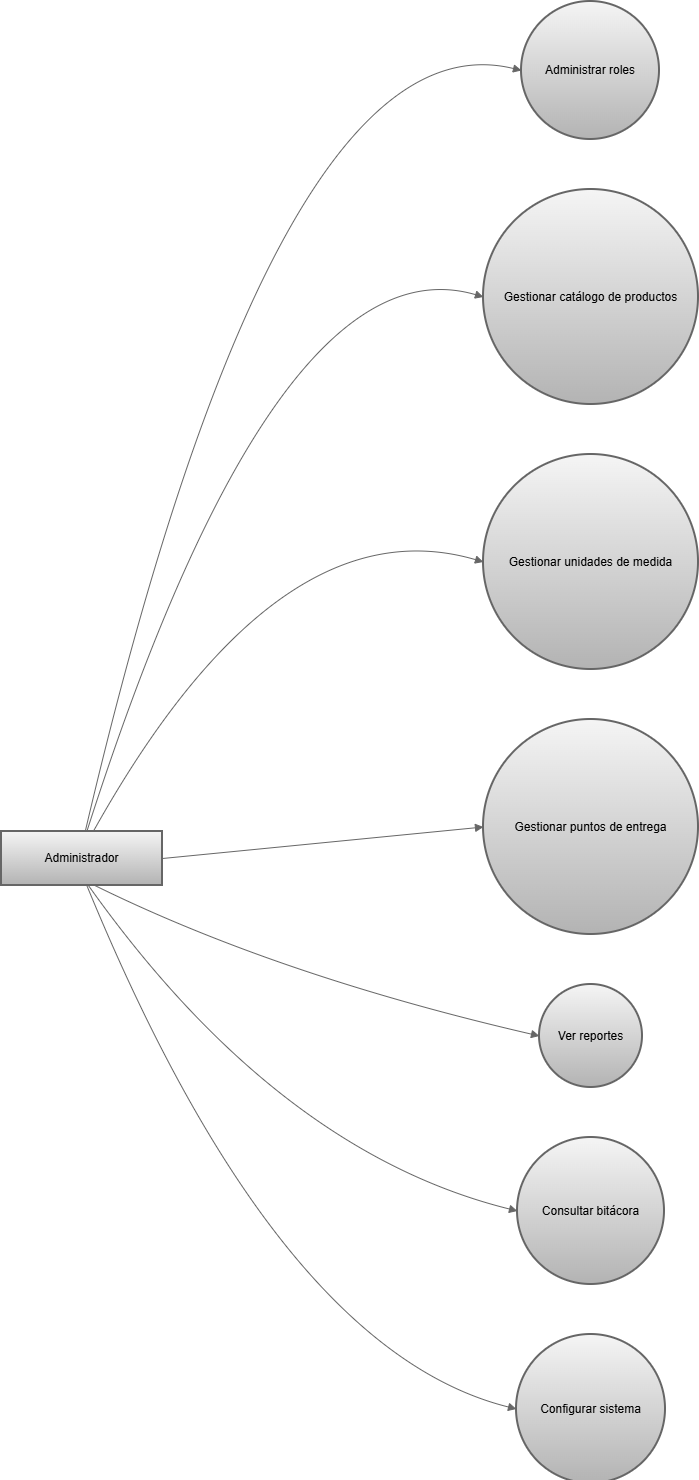 Administrar roles
Gestionar catálogo de productos
Gestionar unidades de medida
Gestionar puntos de entrega
Administrador
Ver reportes
Consultar bitácora
Configurar sistema